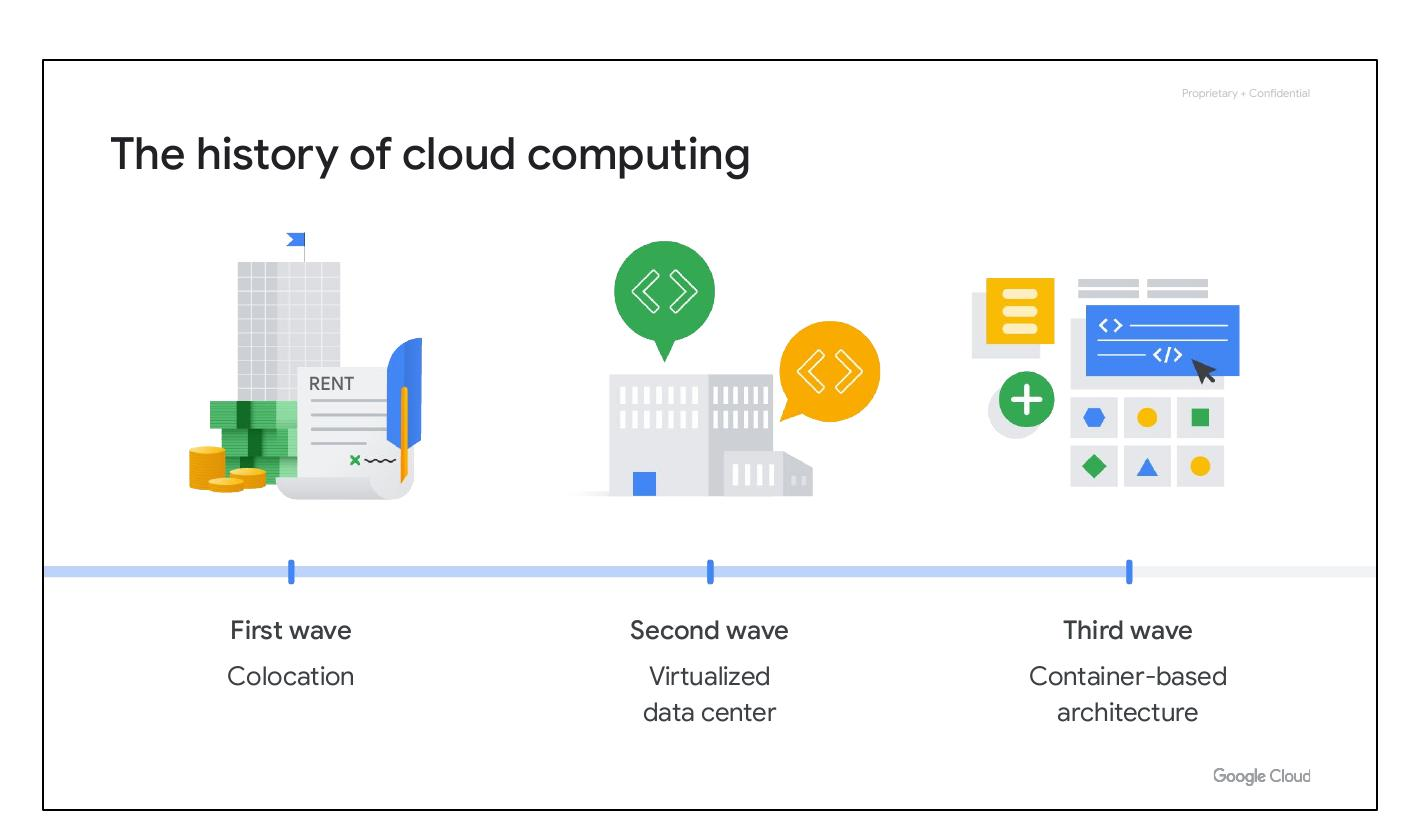 Proprietary + Confidential
The history of cloud computing
RENT
First wave
Colocation
Second wave
Virtualized
data center
Third wave
Container-based
architecture
Google Cloud